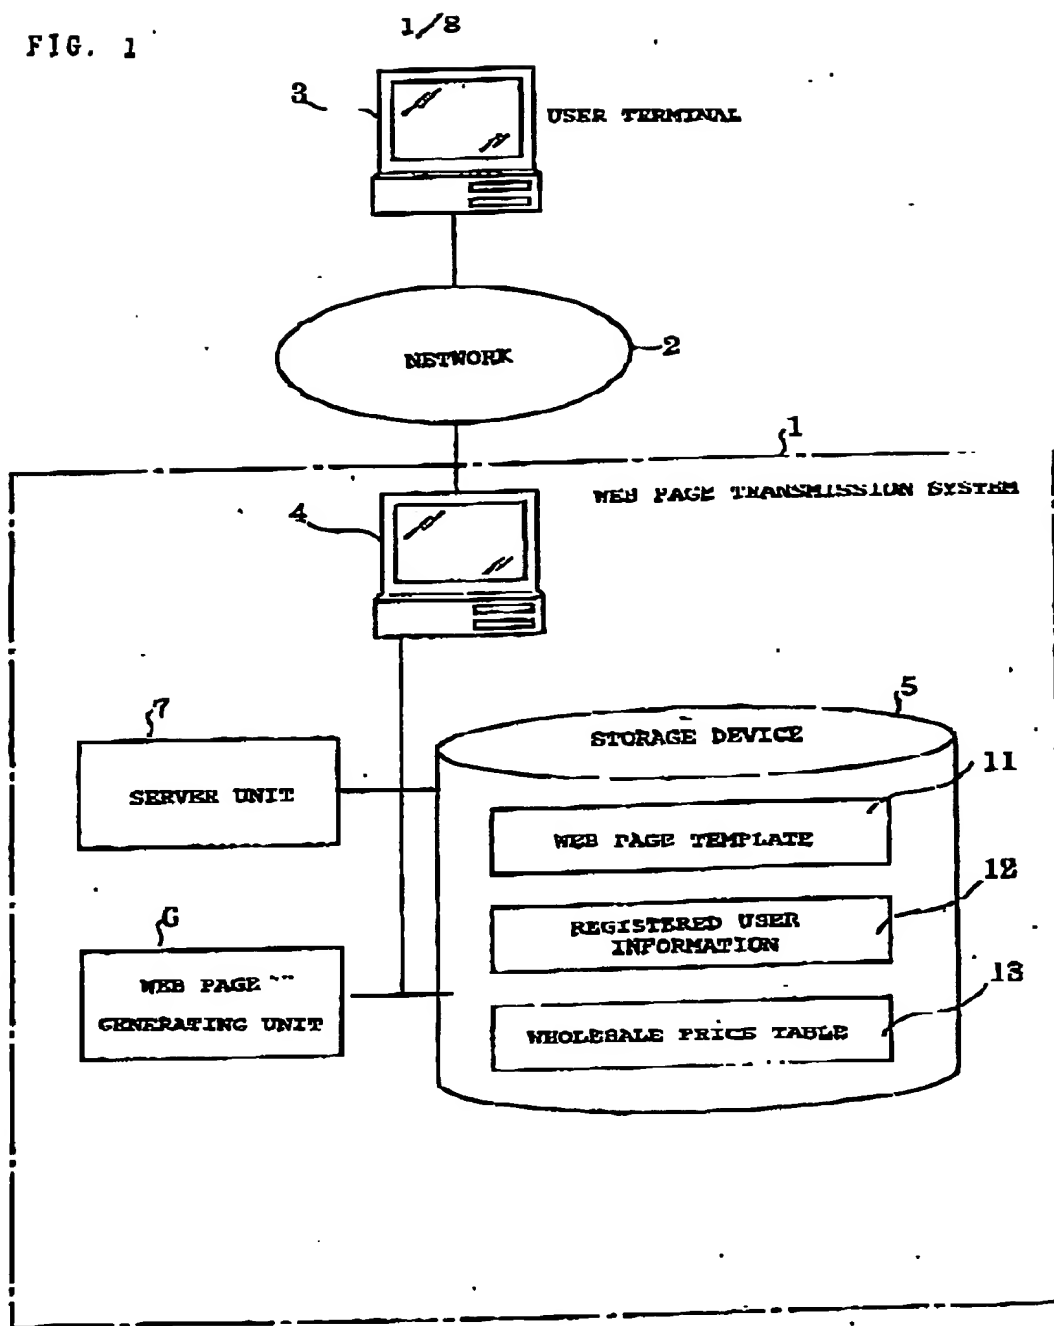 FIG. 1
1/8
3
USER TERMINAL
NETWORK
2
1
WEB PAGE TRANSMISSION SYSTEM
4
7
5
STORAGE DEVICE
11
SERVER UNIT
WEB PAGE TEMPLATE
12
REGISTERED USER
INFORMATION
G
13
WEB PAGE
GENERATING UNIT
WHOLESALE PRICE TABLE